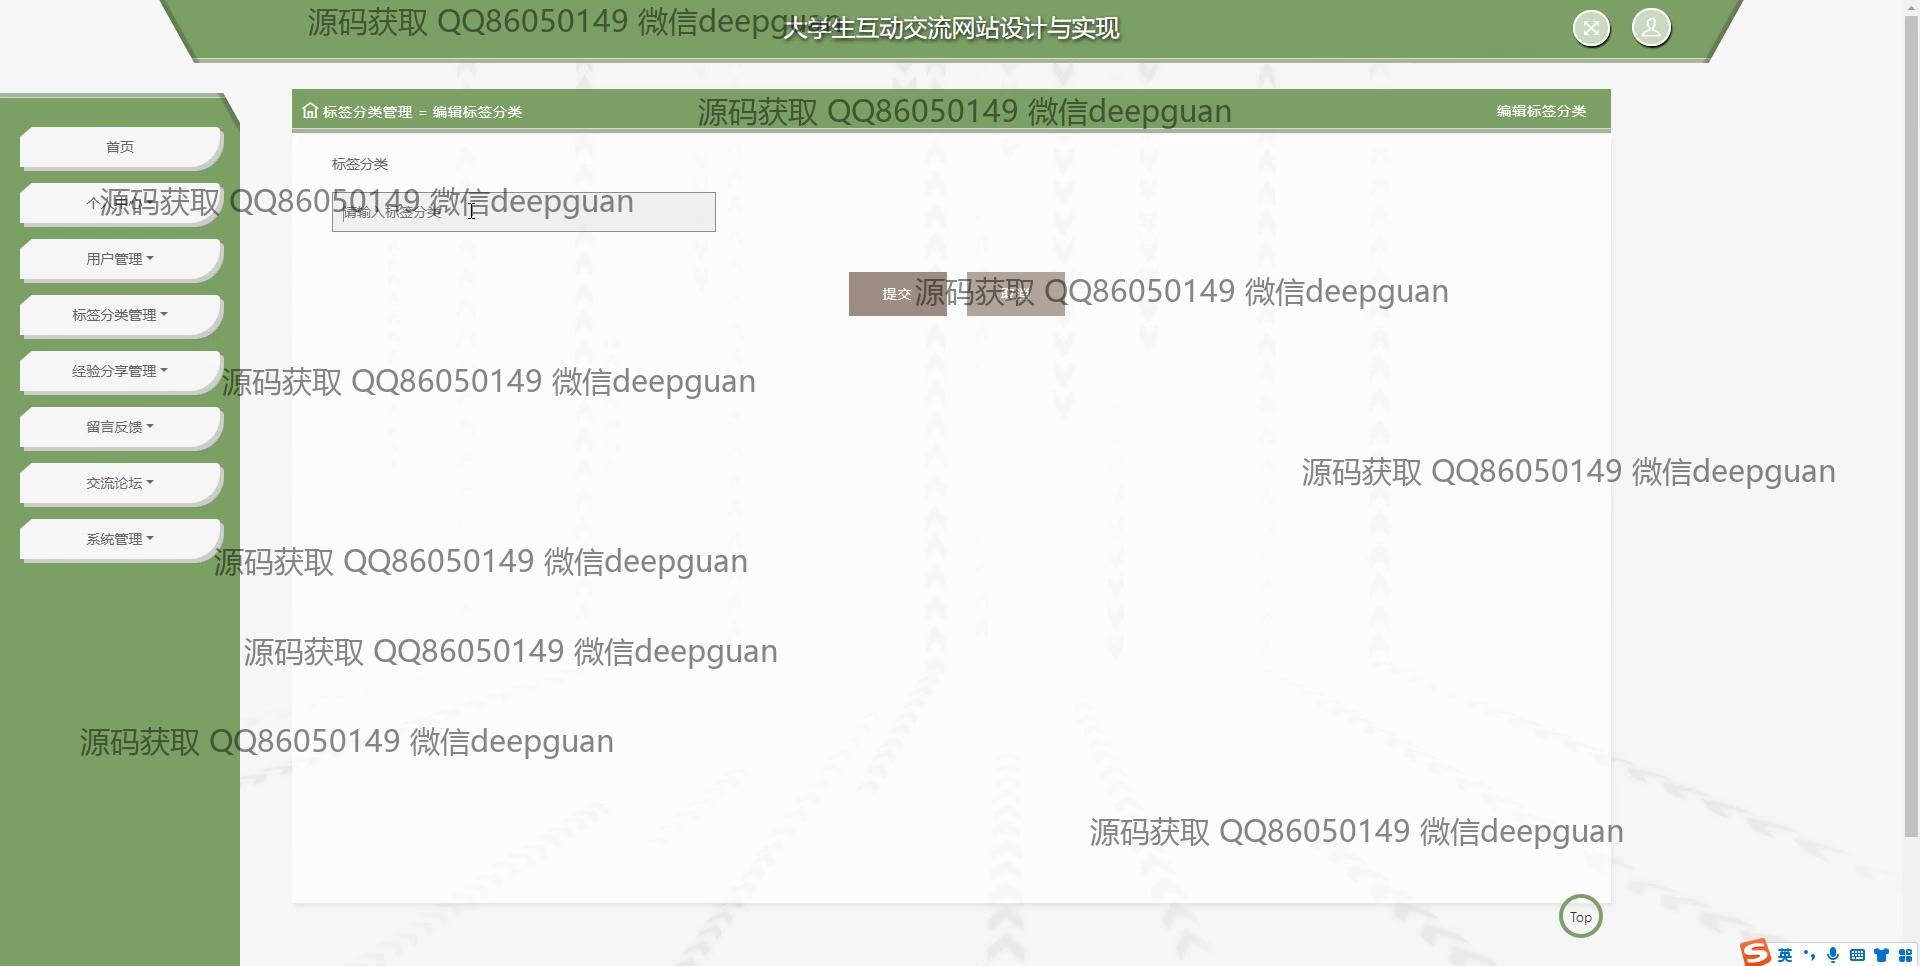 源码获取 QQ86050149 微信deepguan
大学生互动交流网站设计与实现
标签分类管理 = 编辑标签分类
源码获取 QQ86050149 微信deepguan
编辑标签分类
首页
标签分类
源码获取 QQ86050149 微信deepguan
请输入标签分类
用户管理
提交
源码获取 QQ86050149 微信deepguan
标签分类管理
经验分享管理
源码获取 QQ86050149 微信deepguan
留言反馈
源码获取 QQ86050149 微信deepguan
交流论坛
系统管理
源码获取 QQ86050149 微信deepguan
源码获取 QQ86050149 微信deepguan
源码获取 QQ86050149 微信deepguan
源码获取 QQ86050149 微信deepguan
Top
英